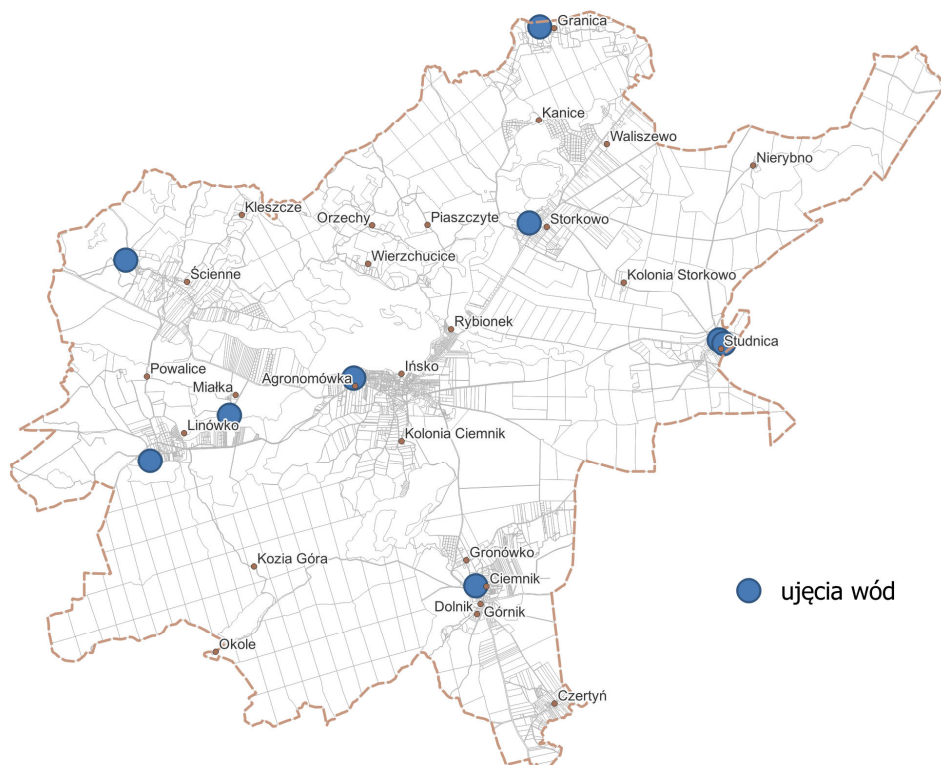 Granica
Kanice
Waliszewo
Nierybno
Kleszcze
Orzechy
Piaszczyte
Storkowo
Wierzchucice
Ścienne
Kolonia Storkowo
Rybionek
Studnica
Powalice
Agronomówka
Ińsko
Miałka
Linówko
Kolonia Ciemnik
Gronówko
Kozia Góra
Ciemnik
ujęcia wód
Dolnik
Górnik
Okole
Czertyń